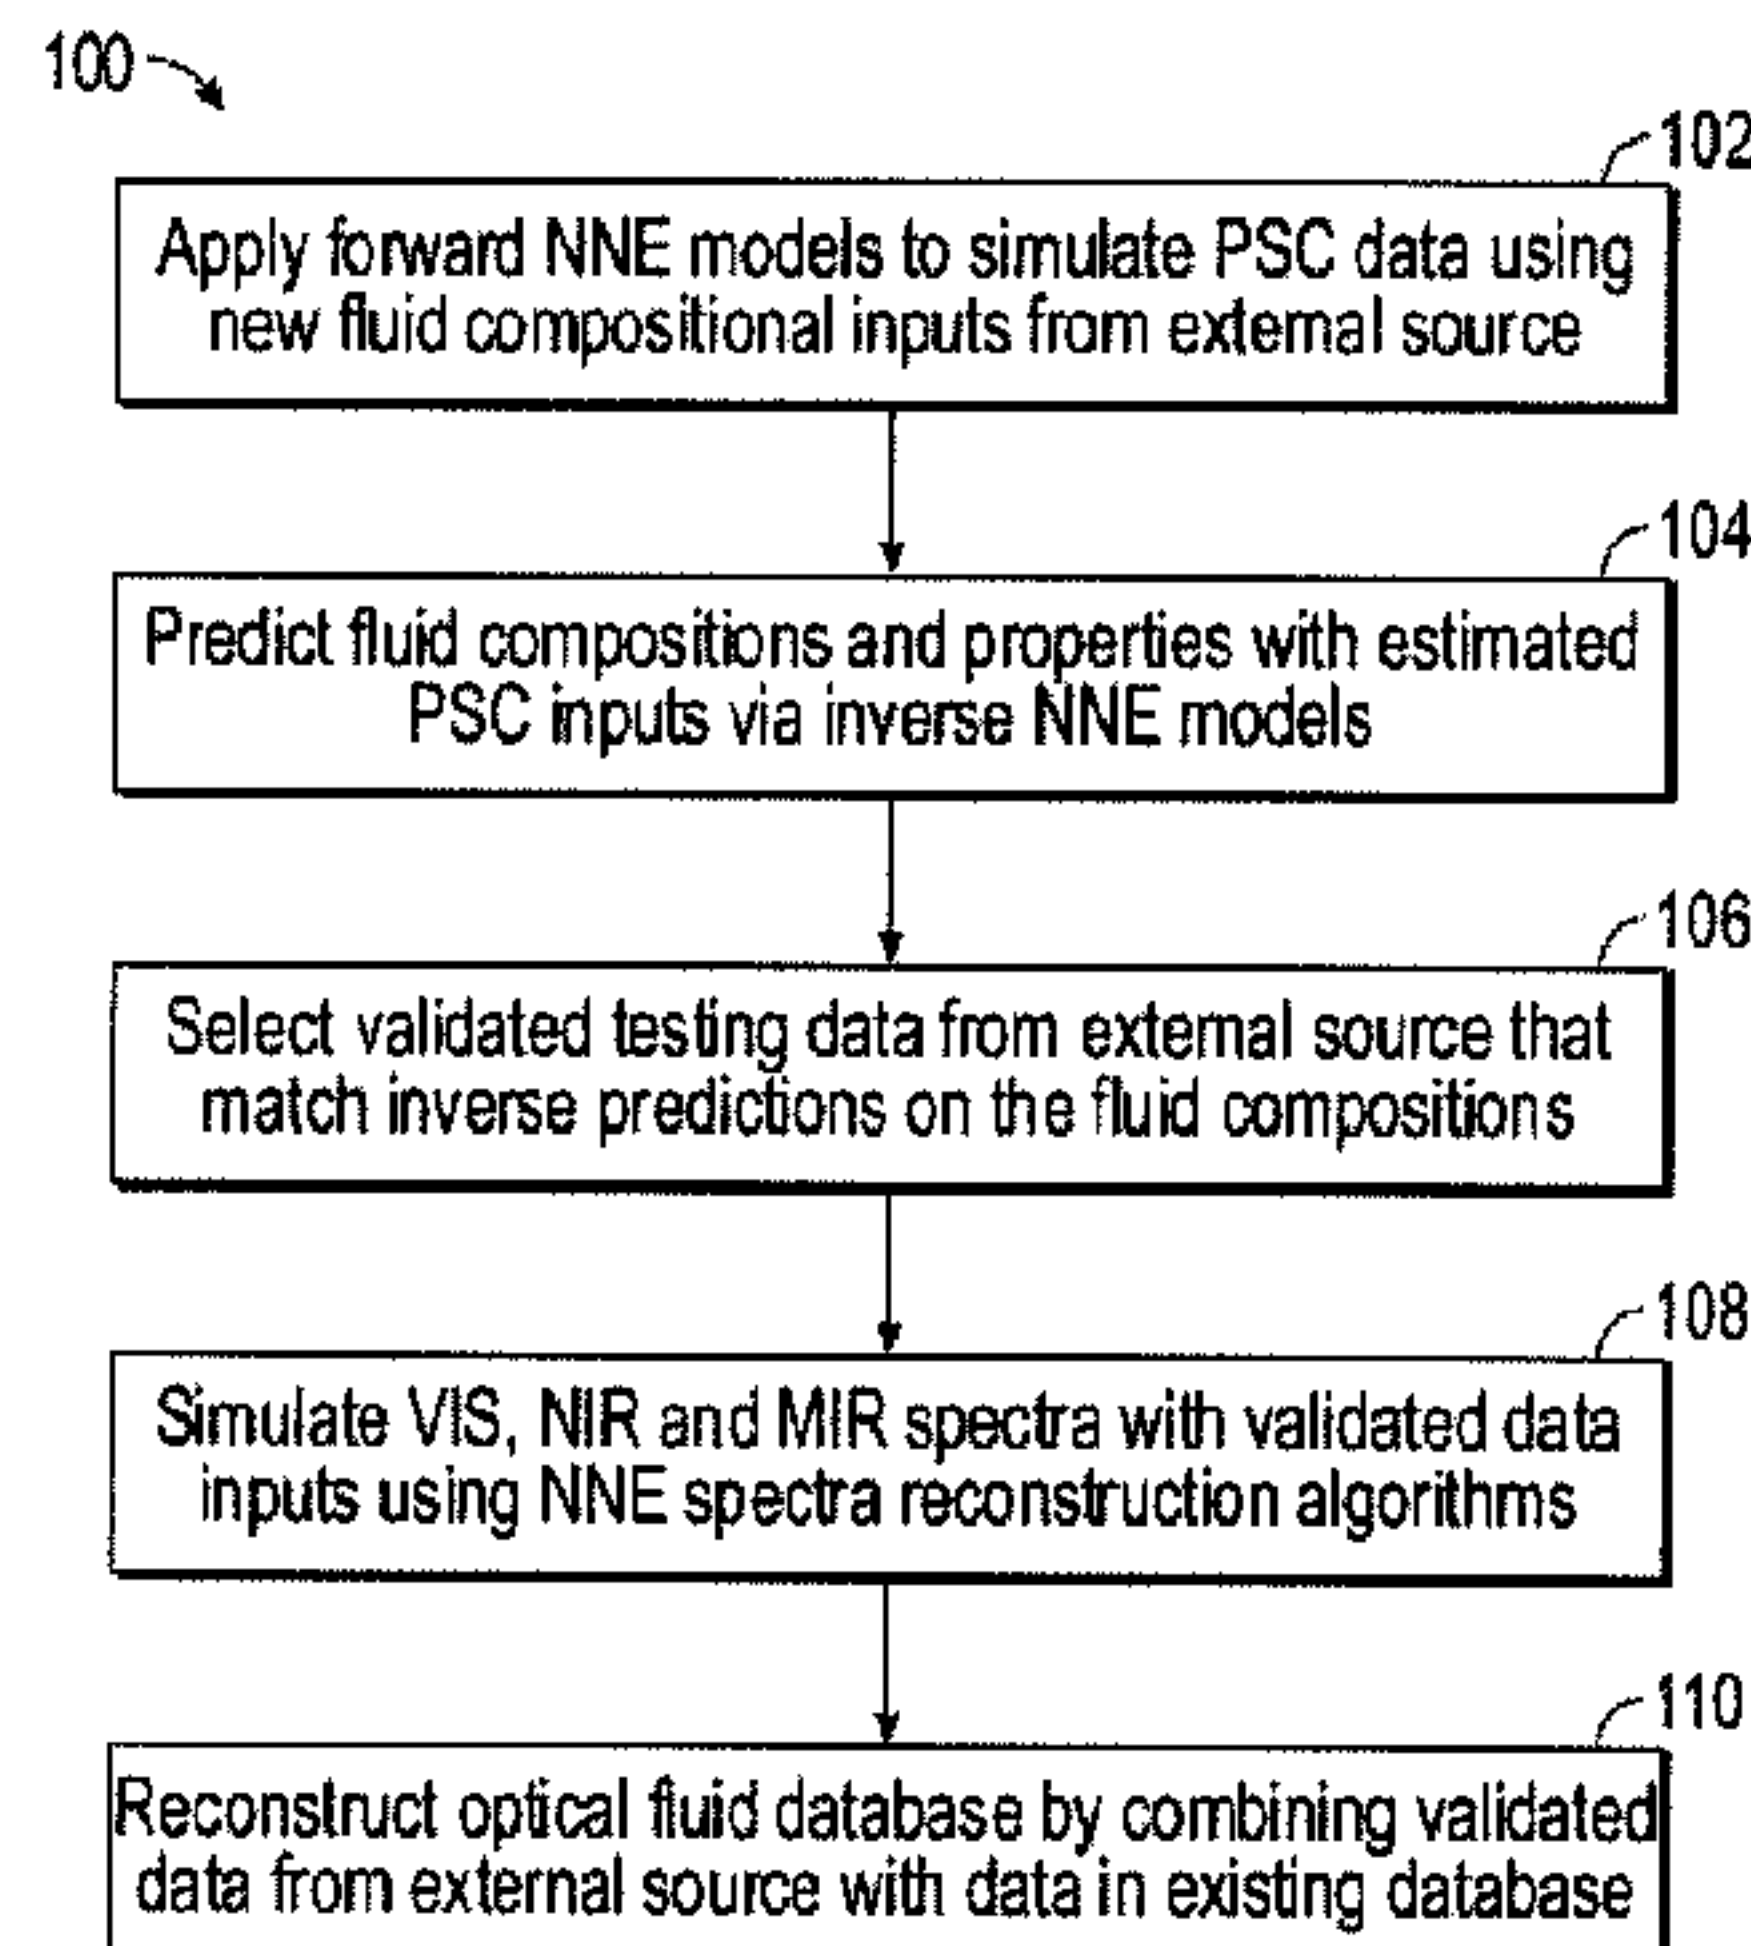 100
102
Apply forward NNE models to simulate PSC data using
new fluid compositional inputs from external source
104
Predict fluid compositions and properties with estimated
PSC inputs via inverse NNE models
106
Select validated testing data from external source that
match inverse predictions on the fluid compositions
108
Simulate VIS, NIR and MIR spectra with validated data
inputs using NNE spectra reconstruction algorithms
110
Reconstruct optical fluid database by combining validated
data from external source with data in existing database